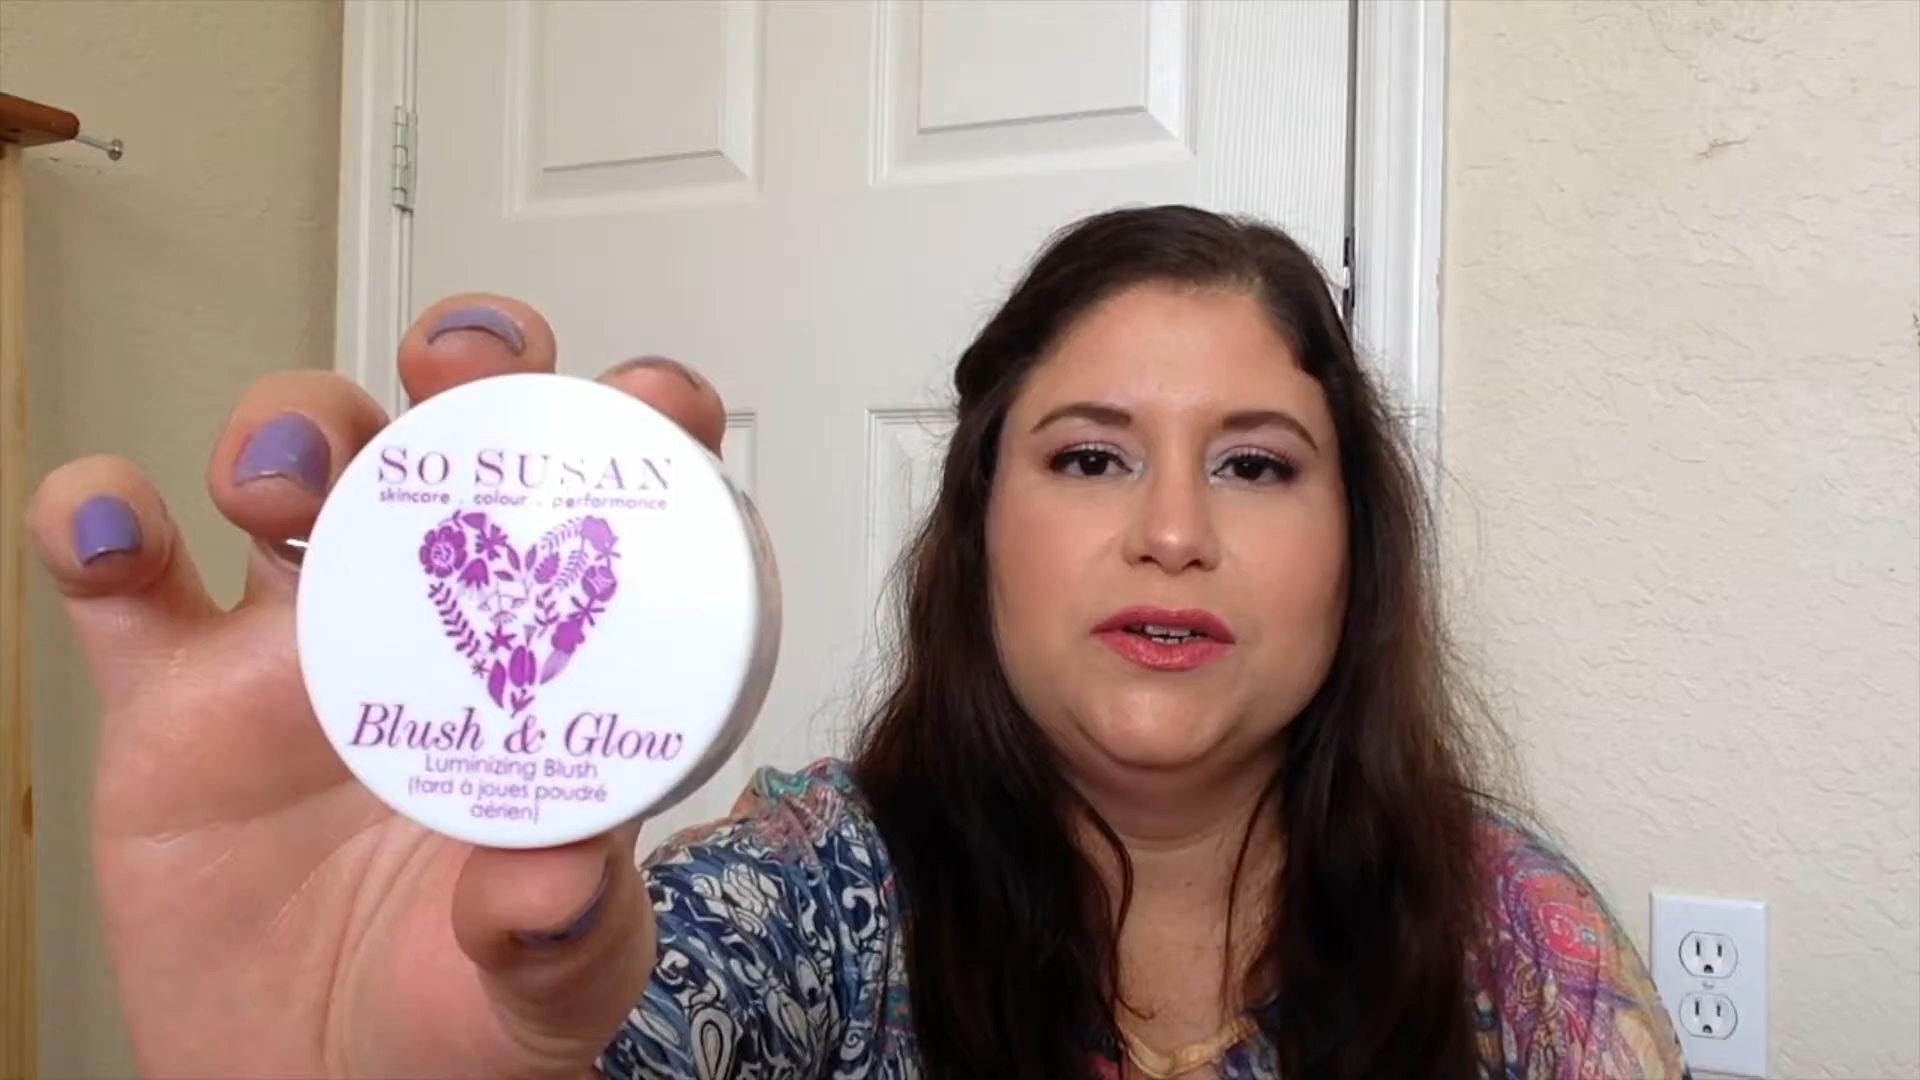 SO SUSAN
skincare . colour . performance
Blush & Glow
Luminizing Blush
(fard à joues poudré
aérien)